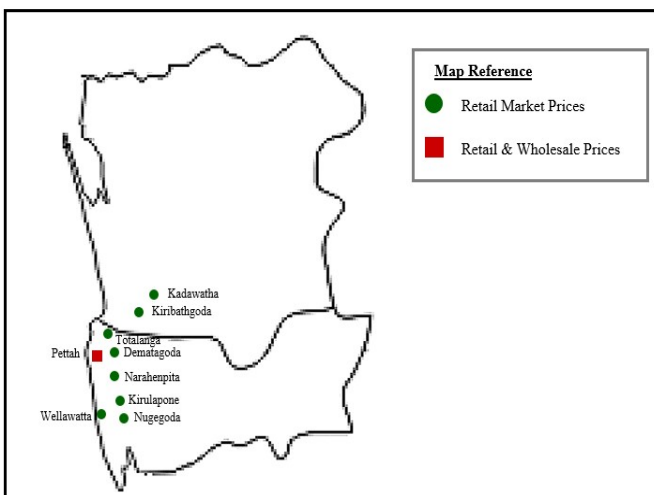 Map Reference
Retail Market Prices
Retail & Wholesale Prices
Kadawatha
Kiribathgoda
Totalanga
Pettah
Dematagoda
Narahenpita
Kirulapone
Wellawatta
Nugegoda